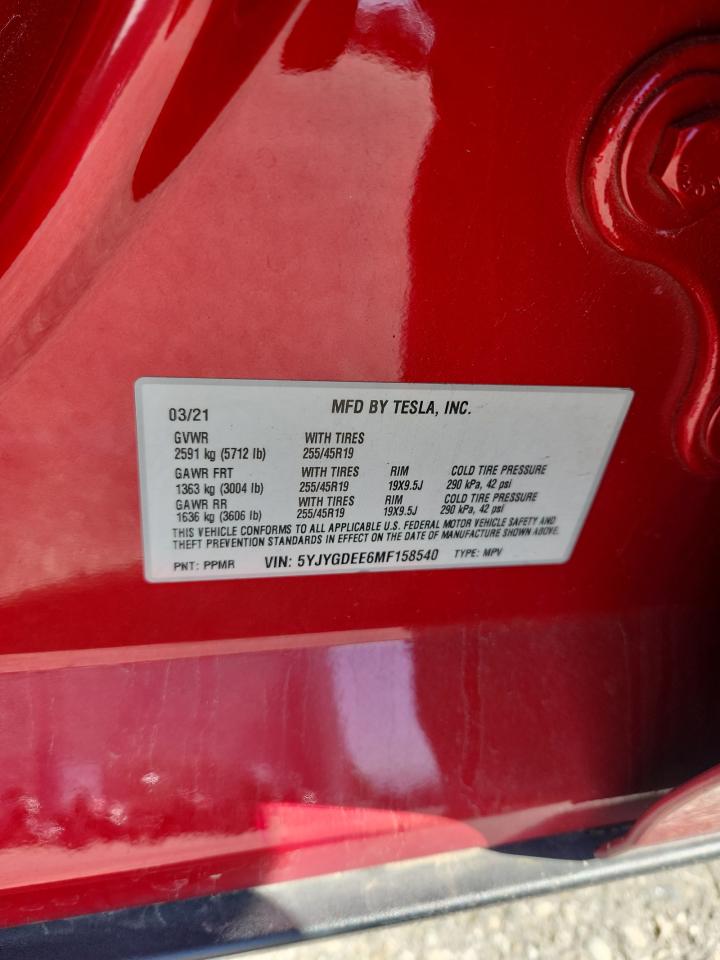 03/21 MFD BY TESLA, INC.
GVWR WITH TIRES
2591 kg (5712 lb) 255/45R19
GAWR FRT WITH TIRES RIM COLD TIRE PRESSURE
1363 kg (3004 lb) 255/45R19 19X9.5J 290 kPa, 42 psi
GAWR RR WITH TIRES RIM COLD TIRE PRESSURE
1636 kg (3606 lb) 255/45R19 19X9.5J 290 kPa, 42 psi
THIS VEHICLE CONFORMS TO ALL APPLICABLE U.S. FEDERAL MOTOR VEHICLE SAFETY AND
THEFT PREVENTION STANDARDS IN EFFECT ON THE DATE OF MANUFACTURE SHOWN ABOVE.
PNT: PPMR VIN: 5YJYGDEE6MF158540 TYPE: MPV